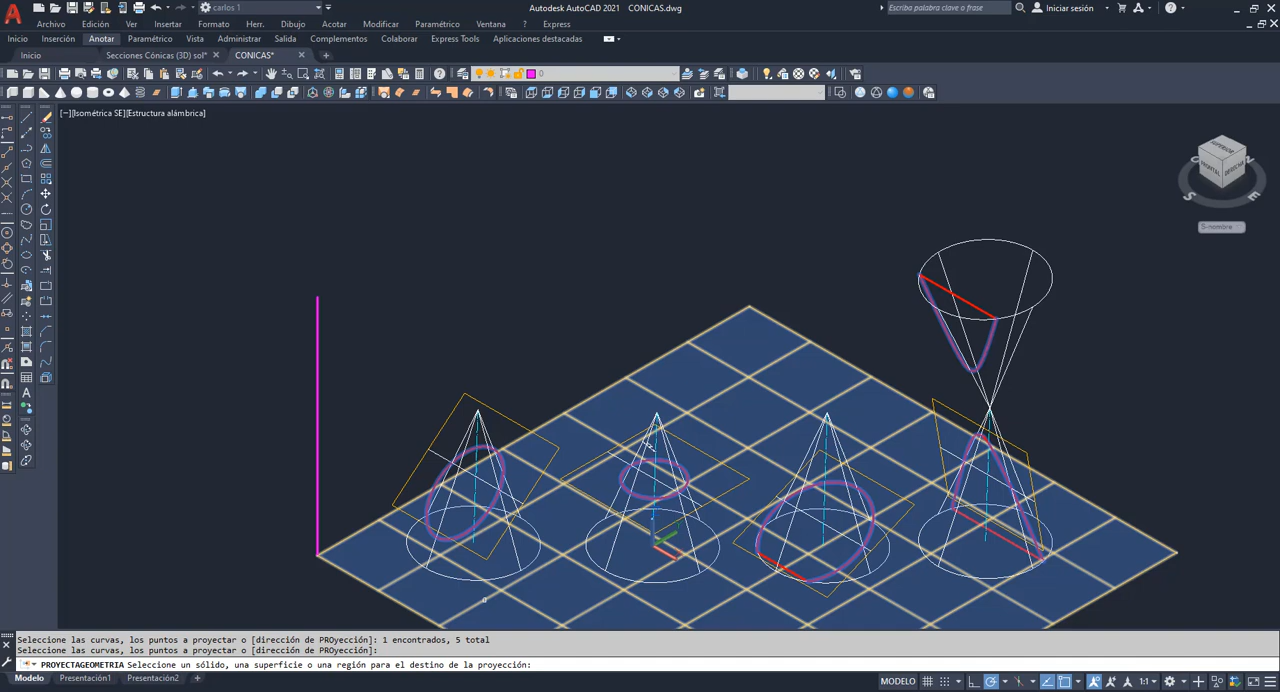 carlos 1
Autodesk AutoCAD 2021 CONICAS.dwg
Escriba palabra clave o frase
Iniciar sesión
Archivo Edición Ver Insertar Formato Herr. Dibujo Acotar Modificar Paramétrico Ventana ? Express
Inicio Inserción Anotar Paramétrico Vista Administrar Salida Complementos Colaborar Express Tools Aplicaciones destacadas
Inicio Secciones Cónicas (3D) sol* CONICAS*
0
[−][Isométrica SE][Estructura alámbrica]
SUPERIOR
FRONTAL
DERECHA
S
E
S-nombre
Seleccione las curvas, los puntos a proyectar o [dirección de PROyección]: 1 encontrados, 5 total
Seleccione las curvas, los puntos a proyectar o [dirección de PROyección]:
PROYECTAGEOMETRIA Seleccione un sólido, una superficie o una región para el destino de la proyección:
Modelo Presentación1 Presentación2 +
MODELO
1:1